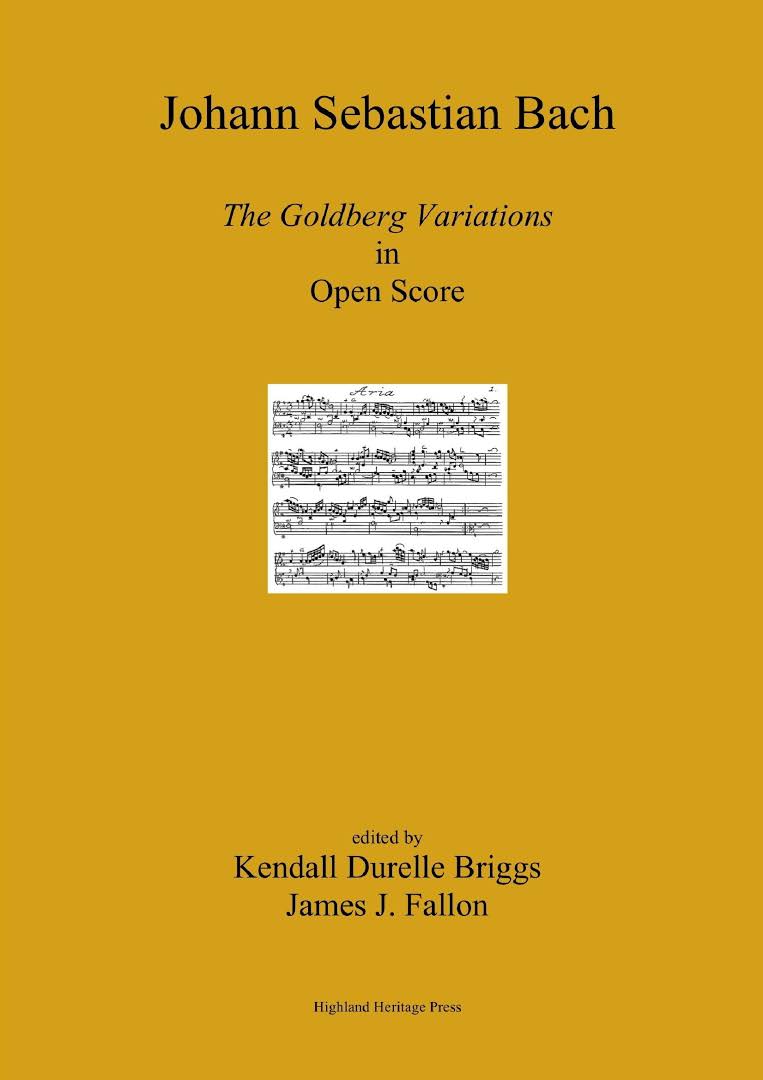 Johann Sebastian Bach
The Goldberg Variations
in
Open Score
Aria
1.
edited by
Kendall Durelle Briggs
James J. Fallon
Highland Heritage Press